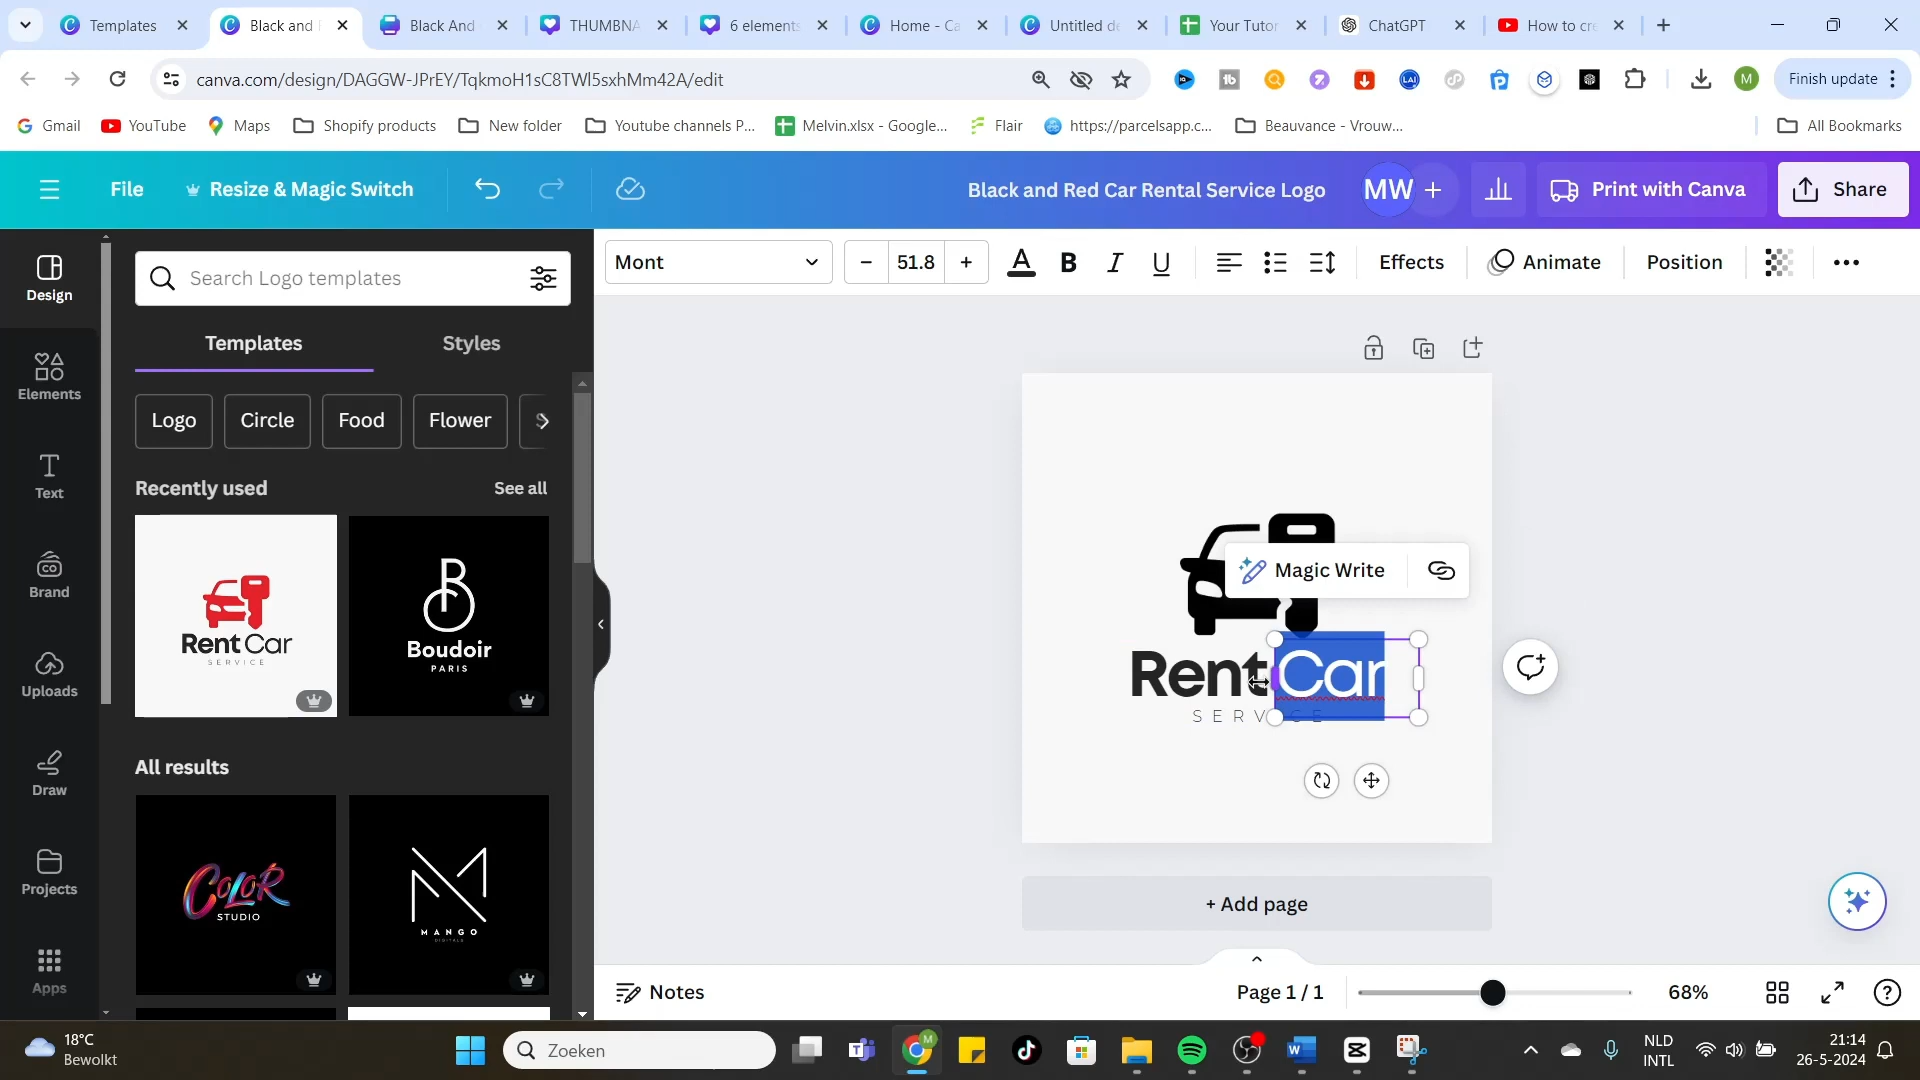 Templates
Black and
Black And
THUMBNA
6 elements
Home - Ca
Untitled de
Your Tutor
ChatGPT
How to cre
canva.com/design/DAGGW-JPrEY/TqkmoH1sC8TWl5sxhMm42A/edit
Finish update
Gmail
YouTube
Maps
Shopify products
New folder
Youtube channels P...
Melvin.xlsx - Google...
Flair
https://parcelsapp.c...
Beauvance - Vrouw...
All Bookmarks
File
Resize & Magic Switch
Black and Red Car Rental Service Logo
MW
Print with Canva
Share
Design
Elements
Text
Brand
Uploads
Draw
Projects
Apps
Search Logo templates
Templates
Styles
Logo
Circle
Food
Flower
Recently used
See all
Rent Car
SERVICE
Boudoir
PARIS
All results
COLOR
STUDIO
MANGO
Mont
51.8
Effects
Animate
Position
Magic Write
Rent Car
SERVICE
+ Add page
Notes
Page 1 / 1
68%
18°C
Bewolkt
Zoeken
NLD
INTL
21:14
26-5-2024